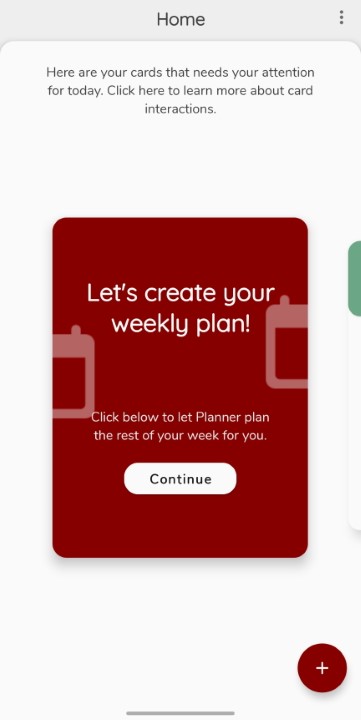 Home
Here are your cards that needs your attention
for today. Click here to learn more about card
interactions.
Let's create your
weekly plan!
Click below to let Planner plan
the rest of your week for you.
Continue
+